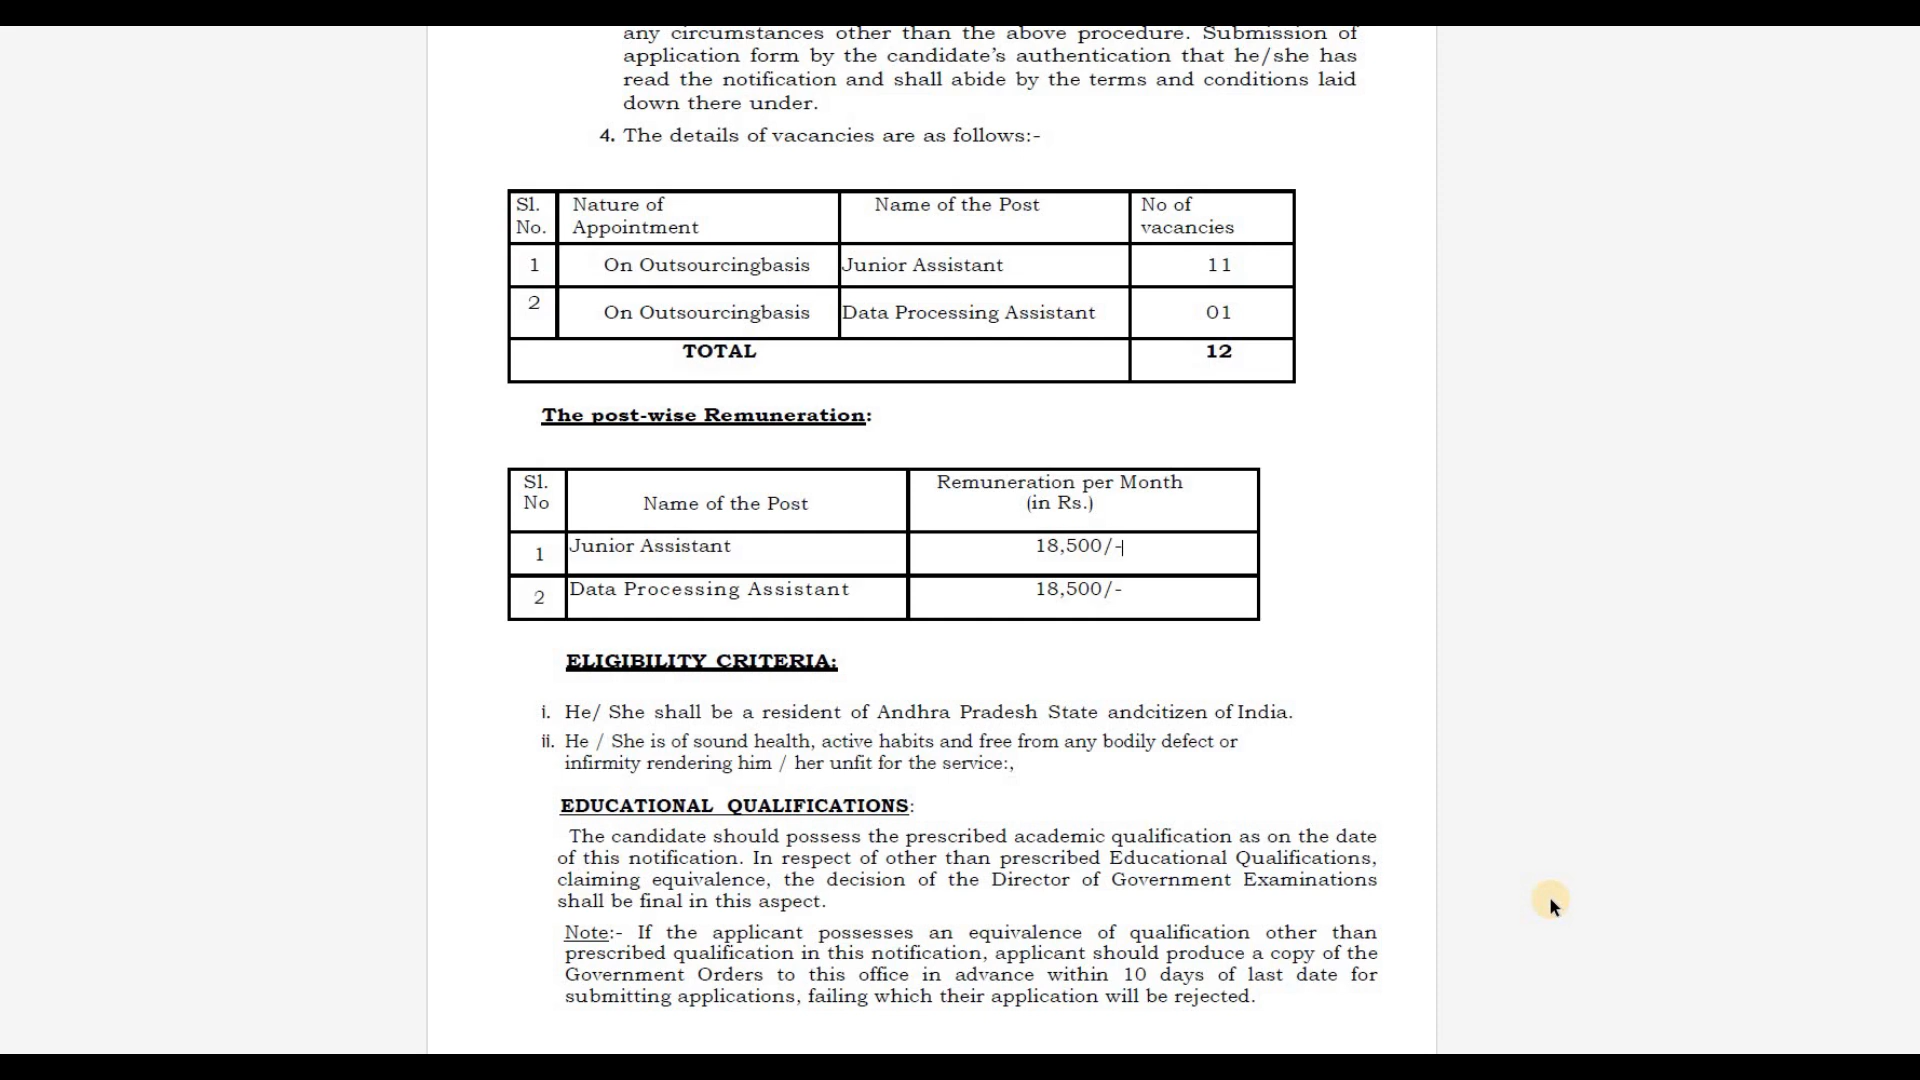 any circumstances other than the above procedure. Submission of
application form by the candidate's authentication that he/she has
read the notification and shall abide by the terms and conditions laid
down there under.
4. The details of vacancies are as follows:-
Sl. No. Nature of Appointment Name of the Post No of vacancies
1 On Outsourcingbasis Junior Assistant 11
2 On Outsourcingbasis Data Processing Assistant 01
TOTAL 12
The post-wise Remuneration:
Sl. No Name of the Post Remuneration per Month (in Rs.)
1 Junior Assistant 18,500/-
2 Data Processing Assistant 18,500/-
ELIGIBILITY CRITERIA:
i. He/ She shall be a resident of Andhra Pradesh State andcitizen of India.
ii. He / She is of sound health, active habits and free from any bodily defect or
infirmity rendering him / her unfit for the service:,
EDUCATIONAL QUALIFICATIONS:
The candidate should possess the prescribed academic qualification as on the date
of this notification. In respect of other than prescribed Educational Qualifications,
claiming equivalence, the decision of the Director of Government Examinations
shall be final in this aspect.
Note:- If the applicant possesses an equivalence of qualification other than
prescribed qualification in this notification, applicant should produce a copy of the
Government Orders to this office in advance within 10 days of last date for
submitting applications, failing which their application will be rejected.